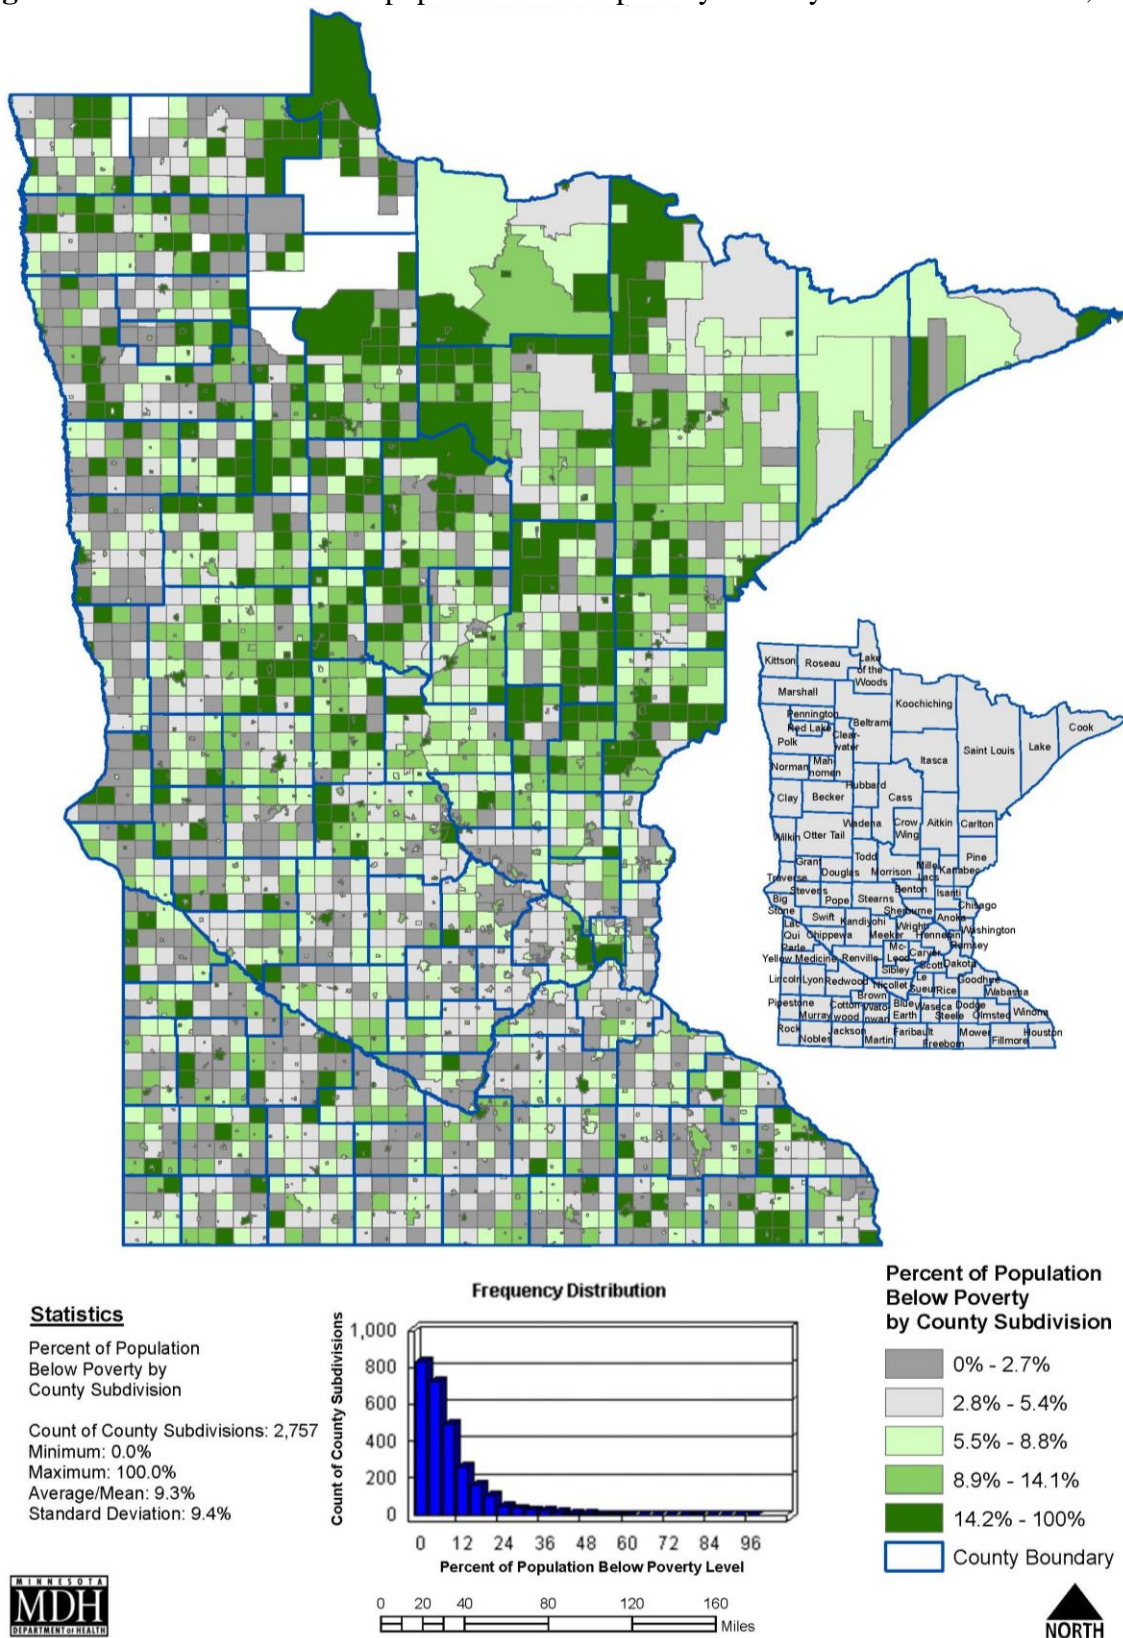 Kittson
Roseau
Lake
of the
Woods
Marshall
Koochiching
Pennington
Red Lake
Beltrami
Cook
Clear-
water
Polk
Saint Louis
Lake
Itasca
Norman
Mah-
nomen
Hubbard
Clay
Becker
Cass
Wadena
Crow
Wing
Aitkin
Carlton
Wilkin
Otter Tail
Grant
Douglas
Todd
Morrison
Mille
Lacs
Kanabec
Pine
Traverse
Stevens
Benton
Isanti
Big
Stone
Pope
Stearns
Chisago
Swift
Kandiyohi
Sherburne
Anoka
Lac
Qui
Parle
Chippewa
Meeker
Wright
Hennepin
Washington
Ramsey
Mc-
Leod
Carver
Yellow Medicine
Renville
Scott
Dakota
Sibley
Lincoln
Lyon
Redwood
Nicollet
Le
Sueur
Rice
Goodhue
Wabasha
Brown
Pipestone
Murray
Cotton-
wood
Wato-
nwan
Blue
Earth
Waseca
Steele
Dodge
Olmsted
Winona
Rock
Nobles
Jackson
Martin
Faribault
Freeborn
Mower
Fillmore
Houston
Statistics
Percent of Population
Below Poverty by
County Subdivision
Count of County Subdivisions: 2,757
Minimum: 0.0%
Maximum: 100.0%
Average/Mean: 9.3%
Standard Deviation: 9.4%
Frequency Distribution
Count of County Subdivisions
1,000
800
600
400
200
0
0 12 24 36 48 60 72 84 96
Percent of Population Below Poverty Level
Percent of Population
Below Poverty
by County Subdivision
0% - 2.7%
2.8% - 5.4%
5.5% - 8.8%
8.9% - 14.1%
14.2% - 100%
County Boundary
MINNESOTA
MDH
DEPARTMENT OF HEALTH
0 20 40 80 120 160
Miles
NORTH